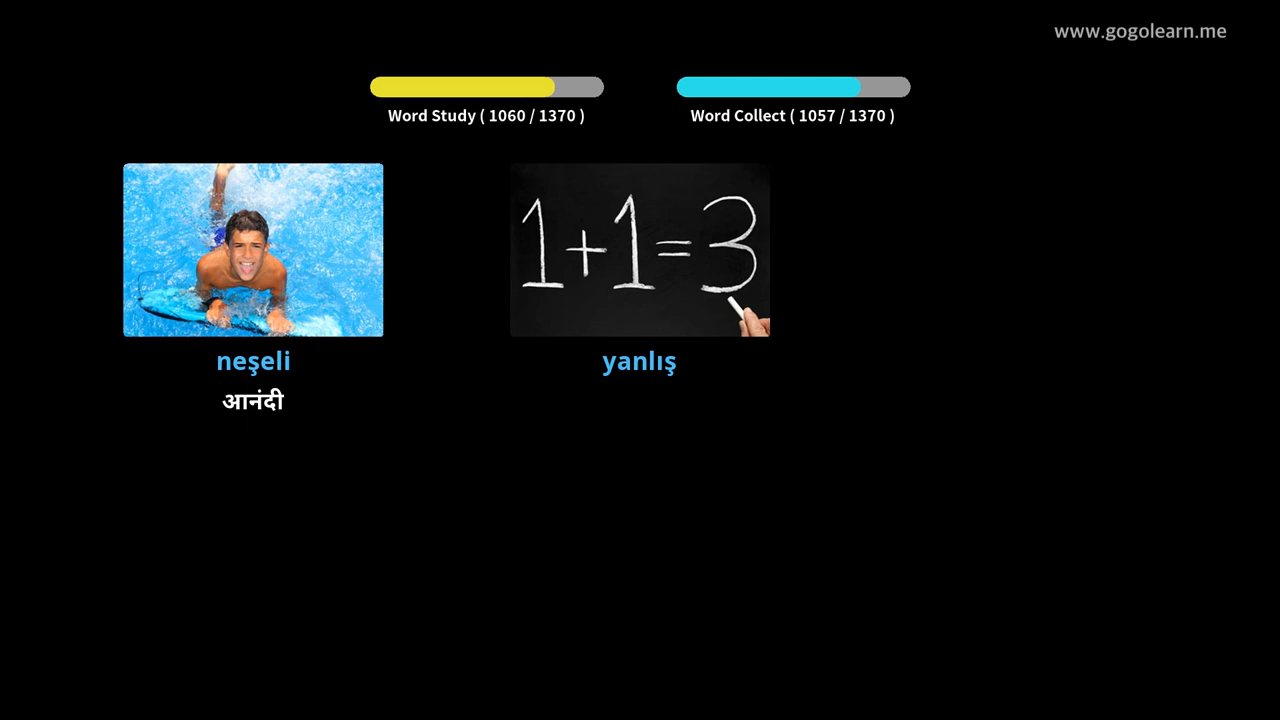 www.gogolearn.me
Word Study ( 1060 / 1370 )
Word Collect ( 1057 / 1370 )
1+1=3
neşeli
yanlış
आनंदी